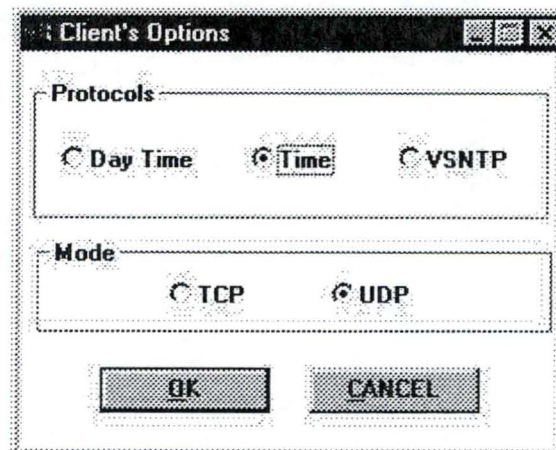 Client's Options
Protocols
Day Time Time VSNTP
Mode
TCP UDP
OK CANCEL